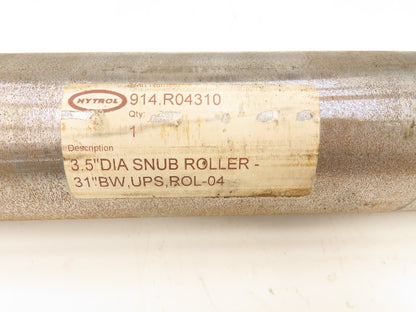 HYTROL
914.R04310
Qty:
1
Description
3.5"DIA SNUB ROLLER -
31"BW,UPS,ROL-04